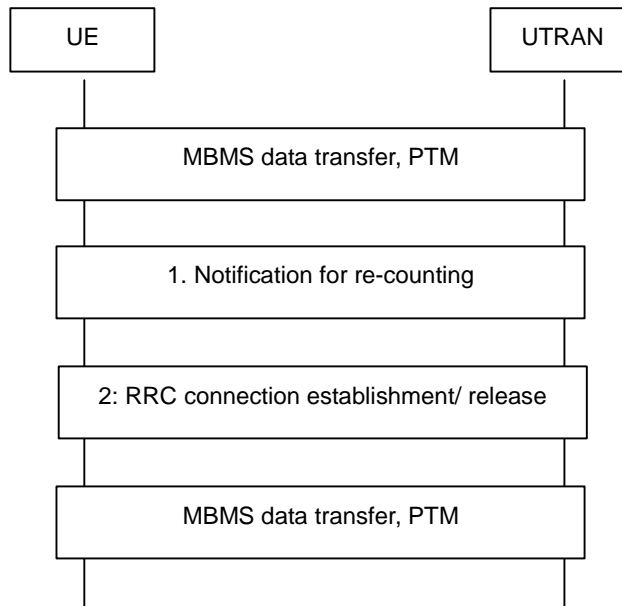 UE
UTRAN
MBMS data transfer, PTM
1. Notification for re-counting
2: RRC connection establishment/ release
MBMS data transfer, PTM